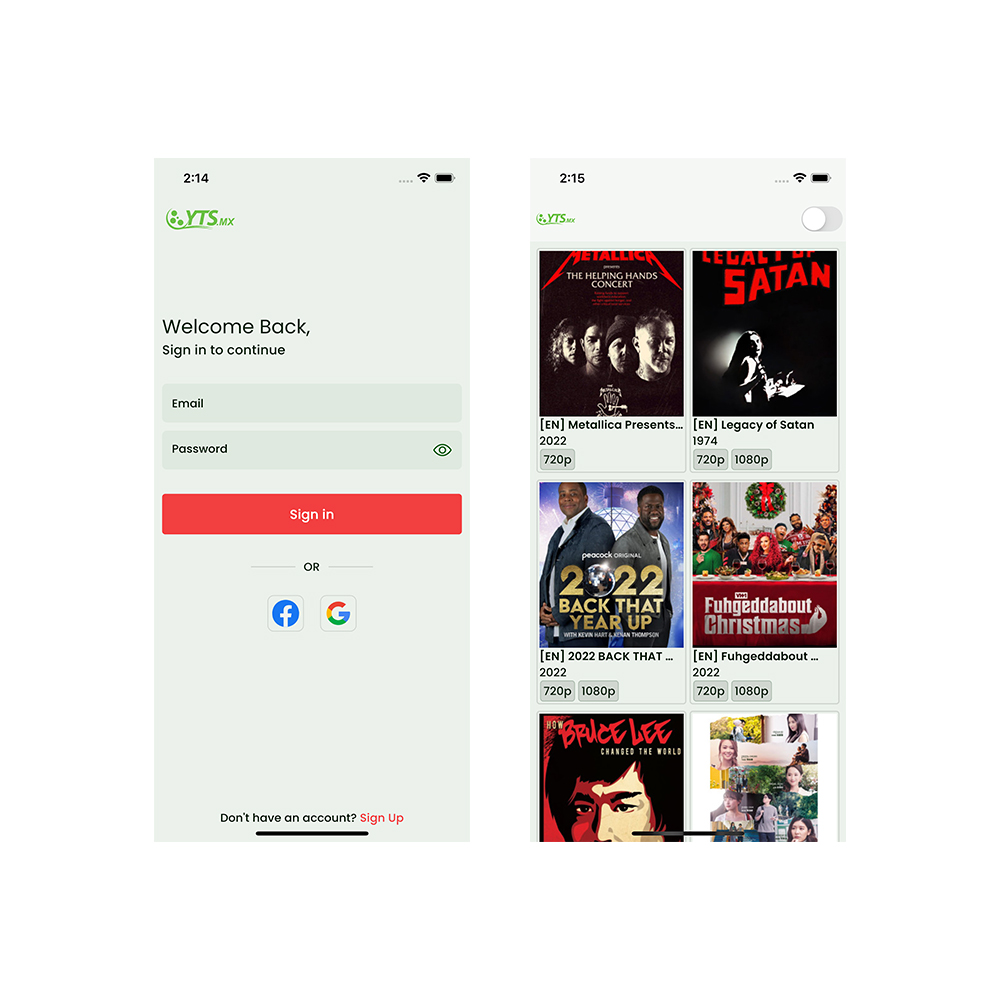 2:14
YTS.MX
Welcome Back,
Sign in to continue
Email
Password
Sign in
OR
Don't have an account? Sign Up
2:15
YTS.MX
METALLICA
presents
THE HELPING HANDS
CONCERT
[EN] Metallica Presents...
2022
720p
LEGACY OF
SATAN
[EN] Legacy of Satan
1974
720p 1080p
peacock ORIGINAL
2022
BACK THAT
YEAR UP
WITH KEVIN HART & KENAN THOMPSON
[EN] 2022 BACK THAT ...
2022
720p 1080p
VH1
Fuhgeddabout
Christmas
[EN] Fuhgeddabout ...
2022
720p 1080p
HOW
BRUCE LEE
CHANGED THE WORLD